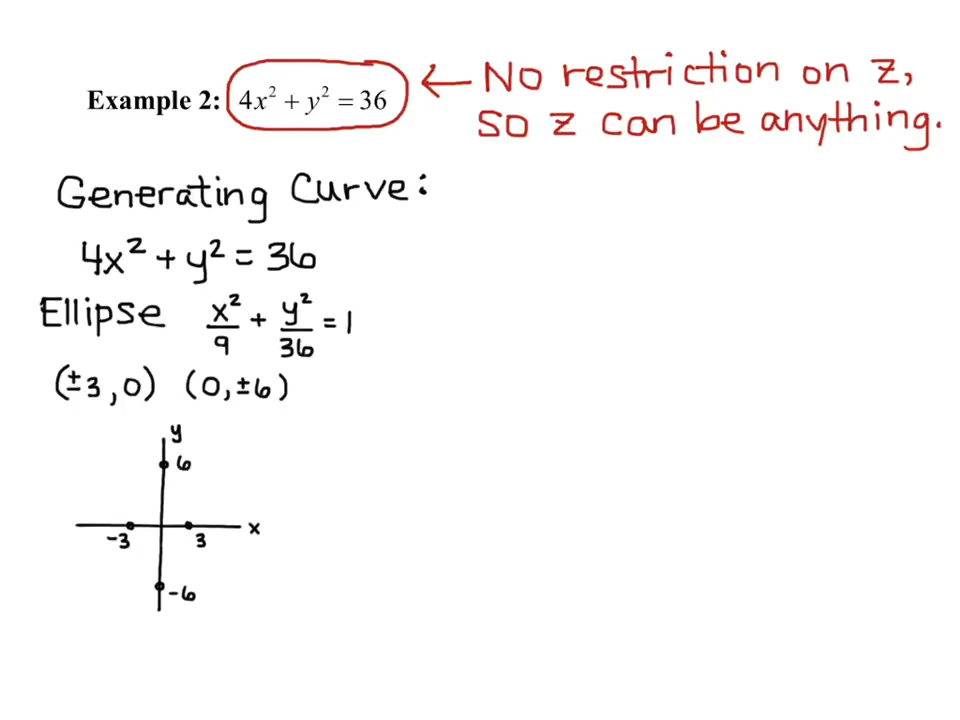 Example 2: 4x² + y² = 36
← No restriction on z,
so z can be anything.
Generating Curve:
4x² + y² = 36
Ellipse x²/9 + y²/36 = 1
(±3, 0) (0, ±6)
y
6
x
-3
3
-6